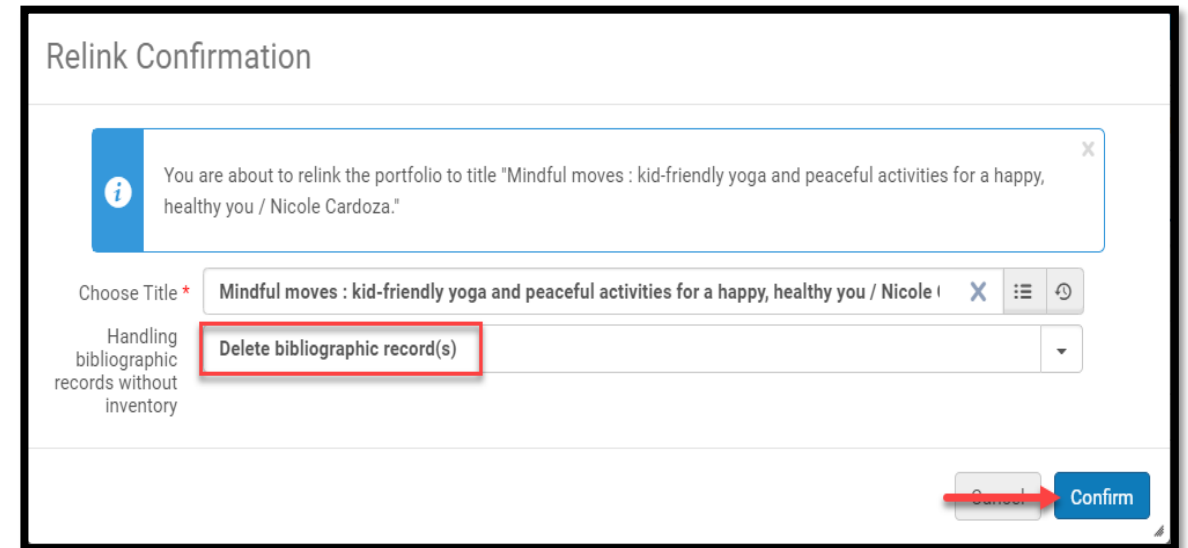 Relink Confirmation
You are about to relink the portfolio to title "Mindful moves : kid-friendly yoga and peaceful activities for a happy,
healthy you / Nicole Cardoza."
Choose Title *
Mindful moves : kid-friendly yoga and peaceful activities for a happy, healthy you / Nicole
Handling
bibliographic
records without
inventory
Delete bibliographic record(s)
Cancel
Confirm